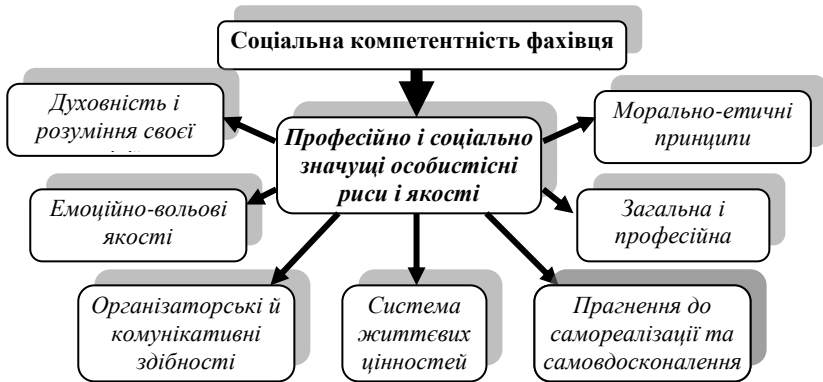 Соціальна компетентність фахівця
Духовність і
розуміння своєї
Професійно і соціально
значущі особистісні
риси і якості
Морально-етичні
принципи
Емоційно-вольові
якості
Загальна і
професійна
Організаторські й
комунікативні
здібності
Система
життєвих
цінностей
Прагнення до
самореалізації та
самовдосконалення